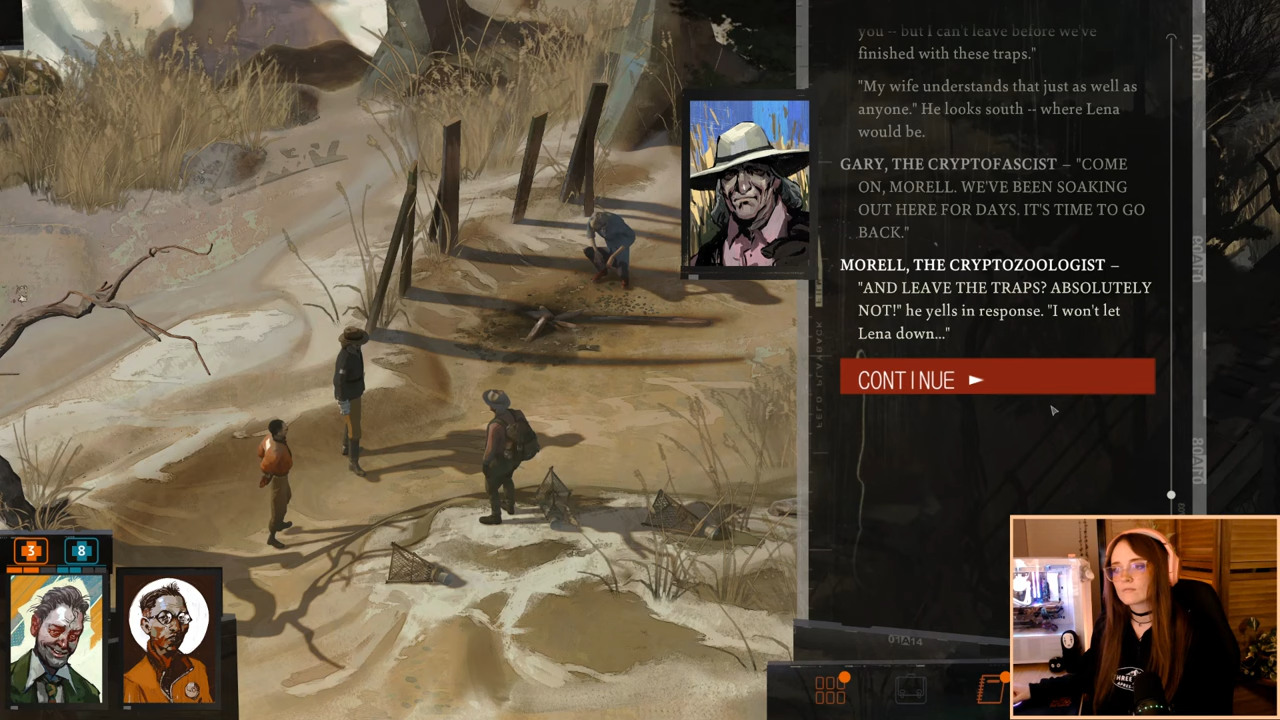 you -- but I can't leave before we've
finished with these traps."
"My wife understands that just as well as
anyone." He looks south -- where Lena
would be.
GARY, THE CRYPTOFASCIST – "COME
ON, MORELL. WE'VE BEEN SOAKING
OUT HERE FOR DAYS. IT'S TIME TO GO
BACK."
MORELL, THE CRYPTOZOOLOGIST –
"AND LEAVE THE TRAPS? ABSOLUTELY
NOT!" he yells in response. "I won't let
Lena down..."
CONTINUE
3
8
01A14